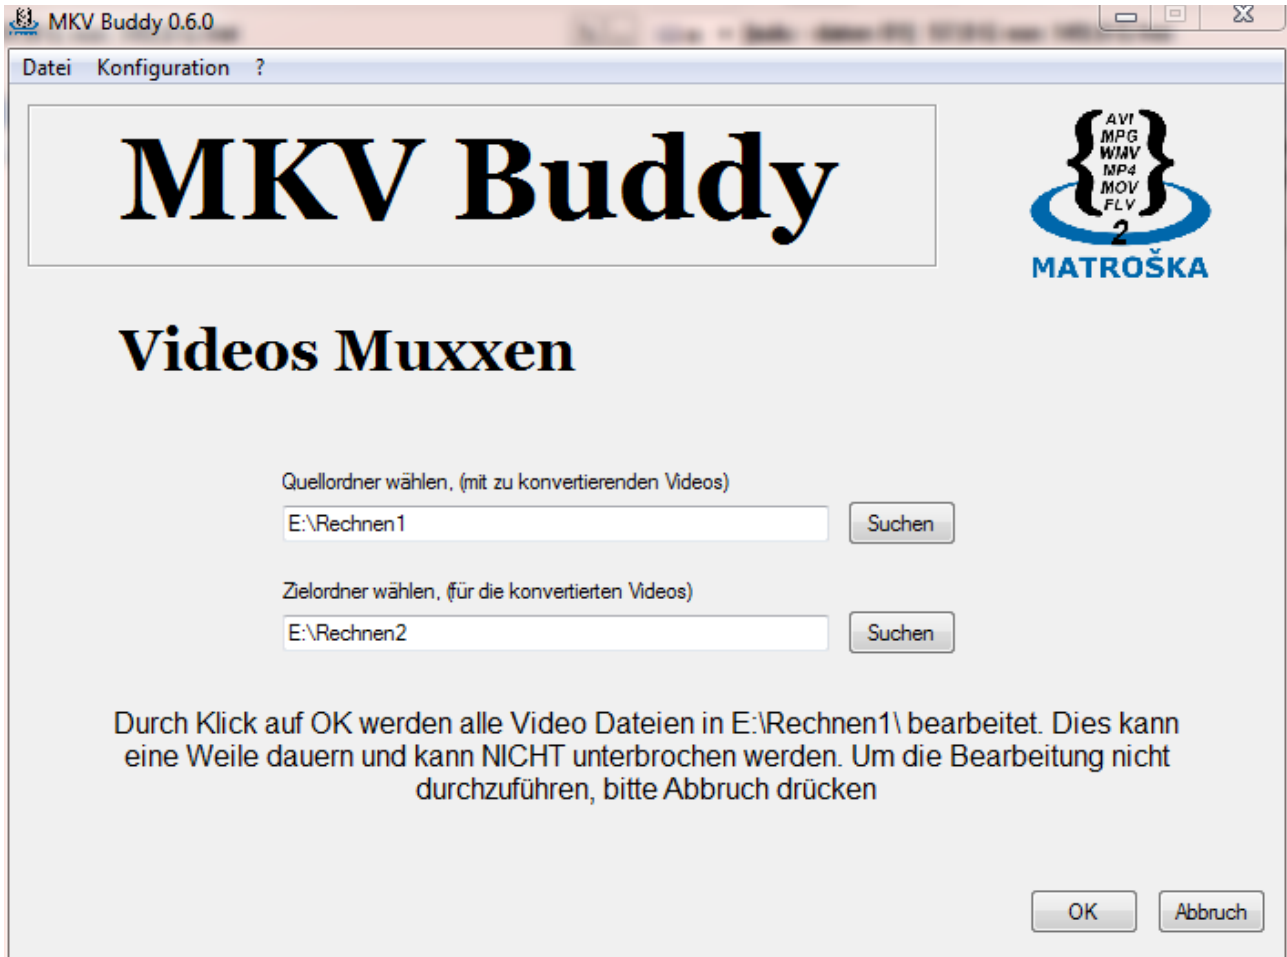 MKV Buddy 0.6.0
Datei Konfiguration ?
MKV Buddy
AVI
MPG
WMV
MP4
MOV
FLV
2
MATROŠKA
Videos Muxxen
Quellordner wählen, (mit zu konvertierenden Videos)
E:\Rechnen1 Suchen
Zielordner wählen, (für die konvertierten Videos)
E:\Rechnen2 Suchen
Durch Klick auf OK werden alle Video Dateien in E:\Rechnen1\ bearbeitet. Dies kann
eine Weile dauern und kann NICHT unterbrochen werden. Um die Bearbeitung nicht
durchzuführen, bitte Abbruch drücken
OK Abbruch